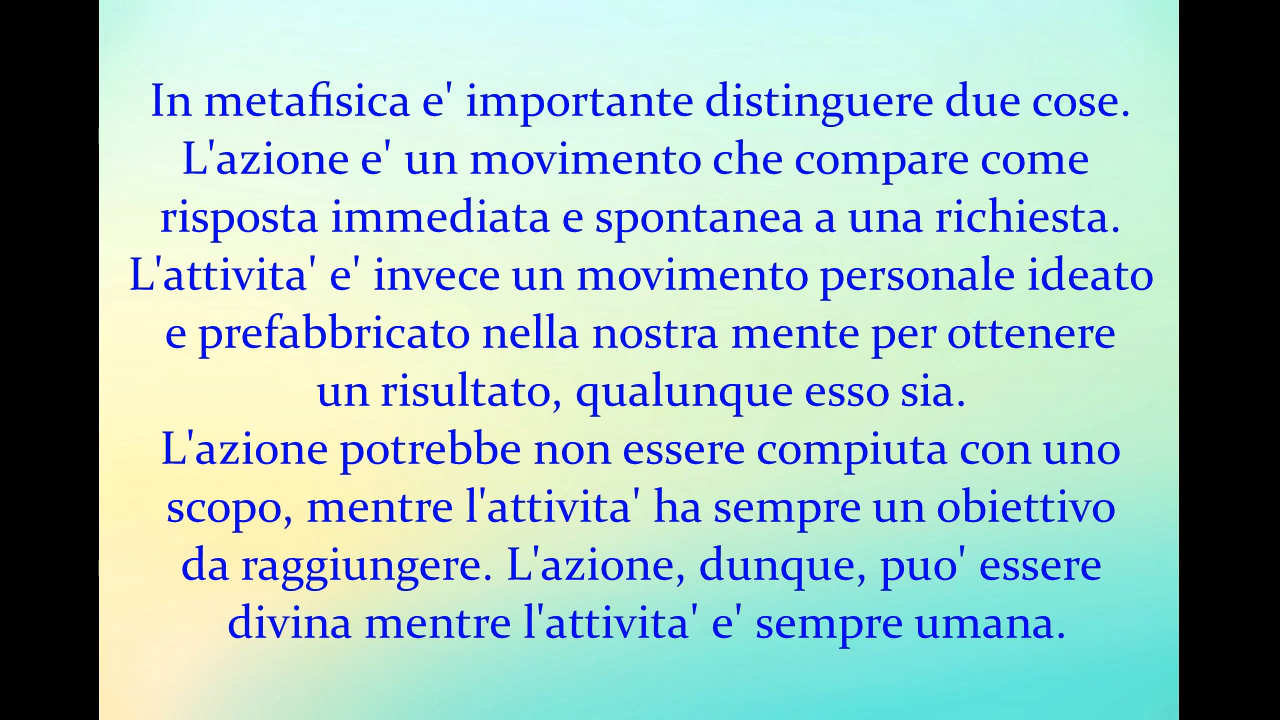 In metafisica e' importante distinguere due cose.
L'azione e' un movimento che compare come
risposta immediata e spontanea a una richiesta.
L'attivita' e' invece un movimento personale ideato
e prefabbricato nella nostra mente per ottenere
un risultato, qualunque esso sia.
L'azione potrebbe non essere compiuta con uno
scopo, mentre l'attivita' ha sempre un obiettivo
da raggiungere. L'azione, dunque, puo' essere
divina mentre l'attivita' e' sempre umana.